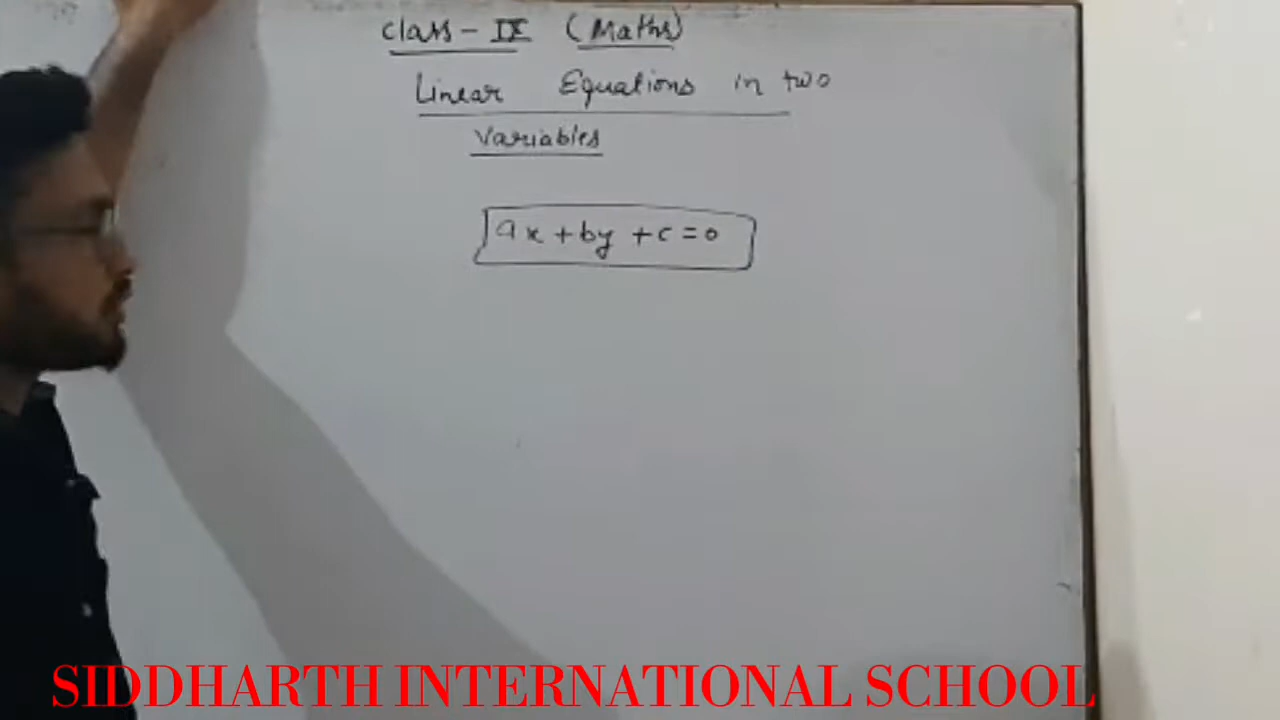 Class - IX (Maths)
Linear Equations in two
Variables
ax + by + c = 0
SIDDHARTH INTERNATIONAL SCHOOL